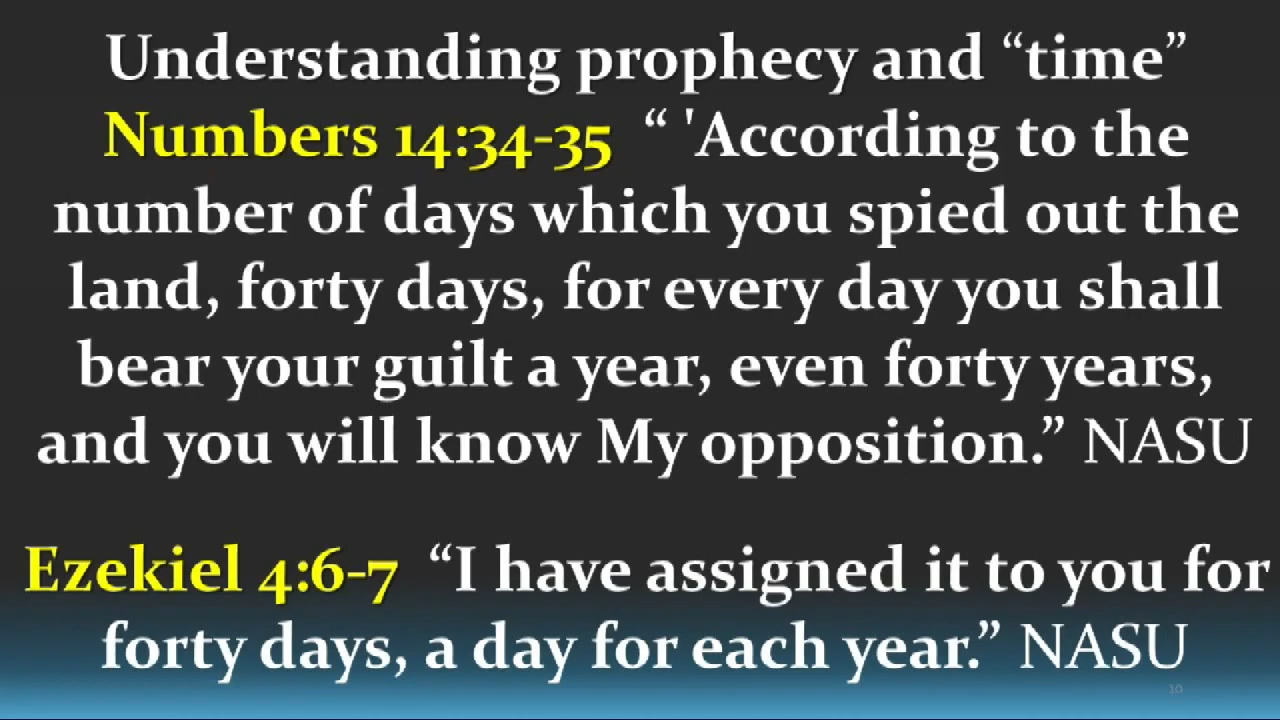 Understanding prophecy and “time”
Numbers 14:34-35 “ 'According to the
number of days which you spied out the
land, forty days, for every day you shall
bear your guilt a year, even forty years,
and you will know My opposition.” NASU
Ezekiel 4:6-7 “I have assigned it to you for
forty days, a day for each year.” NASU
10